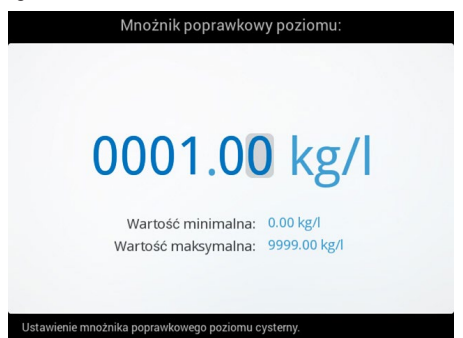 Mnożnik poprawkowy poziomu:
0001.00 kg/l
Wartość minimalna: 0.00 kg/l
Wartość maksymalna: 9999.00 kg/l
Ustawienie mnożnika poprawkowego poziomu cysterny.